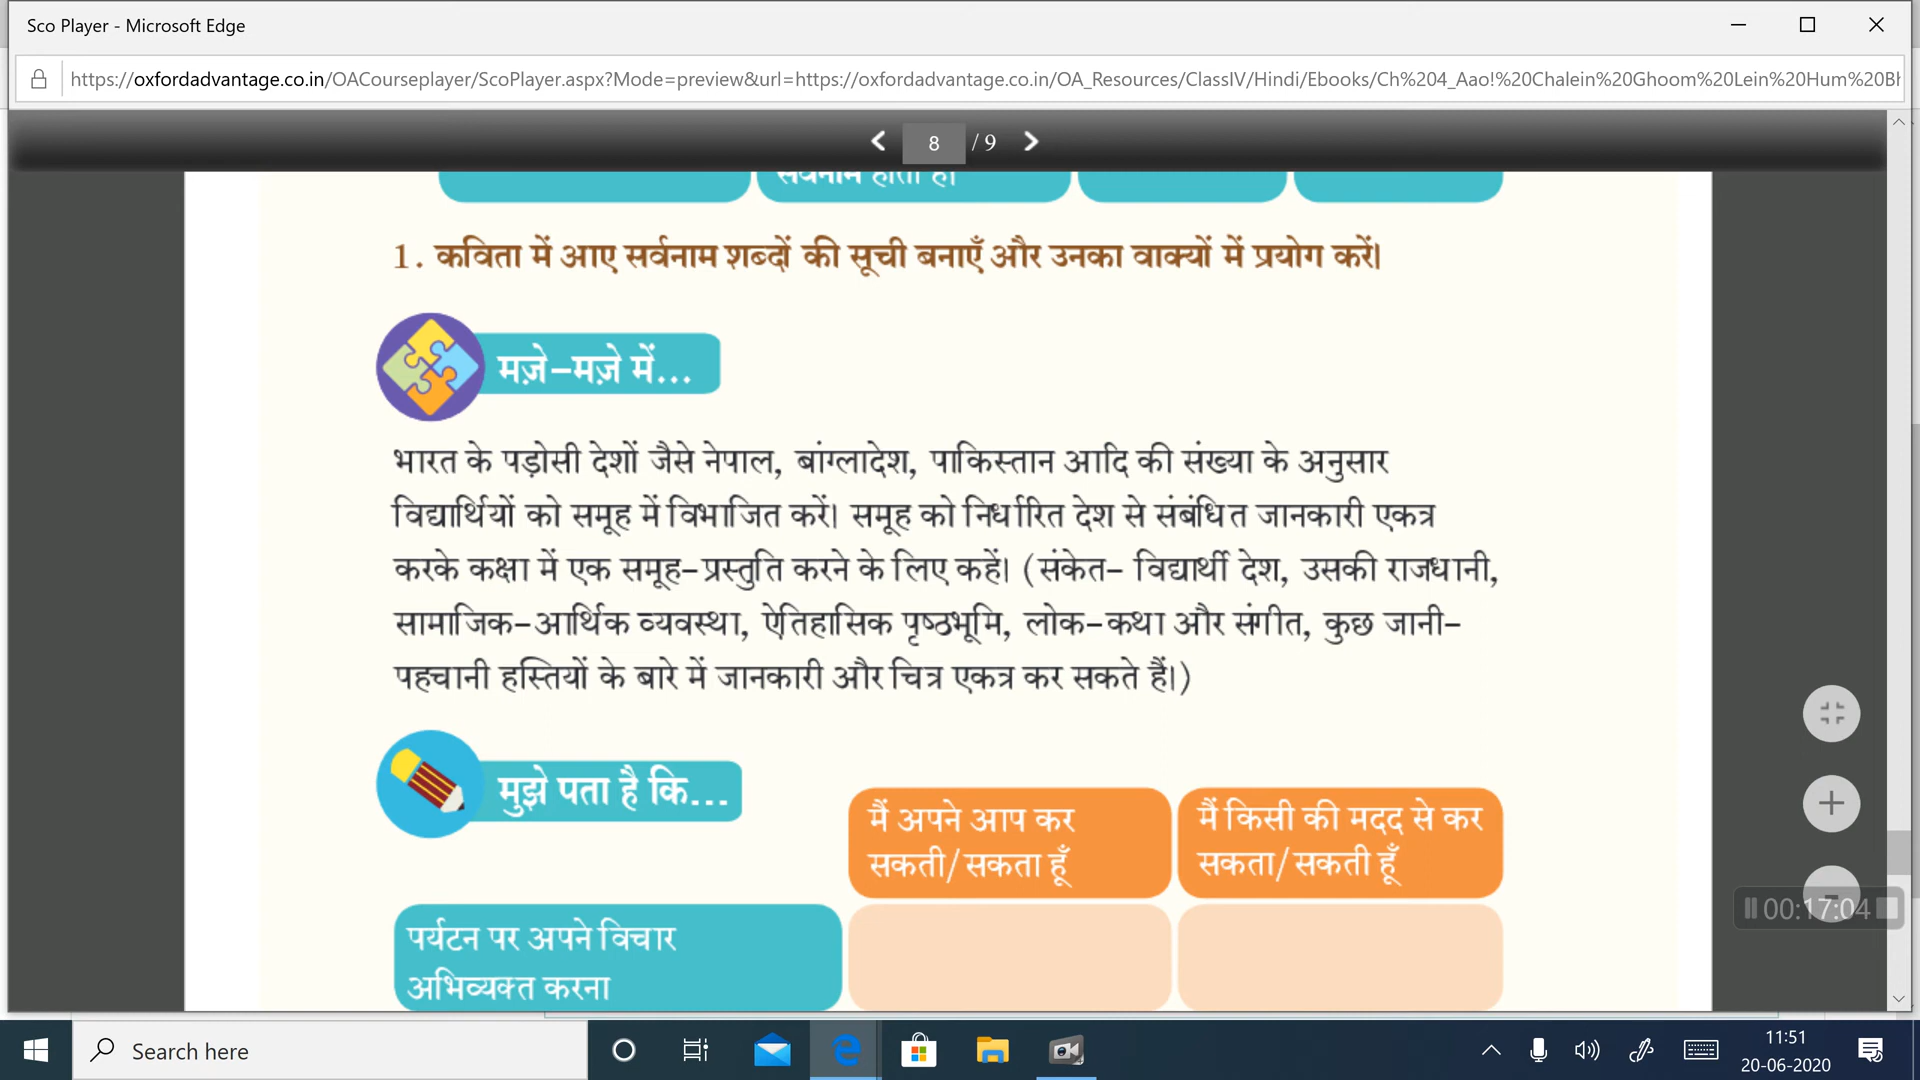 Sco Player - Microsoft Edge
https://oxfordadvantage.co.in/OACourseplayer/ScoPlayer.aspx?Mode=preview&url=https://oxfordadvantage.co.in/OA_Resources/ClassIV/Hindi/Ebooks/Ch%204_Aao!%20Chalein%20Ghoom%20Lein%20Hum%20Bh
8 / 9
सर्वनाम होता है।
1. कविता में आए सर्वनाम शब्दों की सूची बनाएँ और उनका वाक्यों में प्रयोग करें।
मज़े-मज़े में...
भारत के पड़ोसी देशों जैसे नेपाल, बांग्लादेश, पाकिस्तान आदि की संख्या के अनुसार
विद्यार्थियों को समूह में विभाजित करें। समूह को निर्धारित देश से संबंधित जानकारी एकत्र
करके कक्षा में एक समूह-प्रस्तुति करने के लिए कहें। (संकेत- विद्यार्थी देश, उसकी राजधानी,
सामाजिक-आर्थिक व्यवस्था, ऐतिहासिक पृष्ठभूमि, लोक-कथा और संगीत, कुछ जानी-
पहचानी हस्तियों के बारे में जानकारी और चित्र एकत्र कर सकते हैं।)
मुझे पता है कि...
मैं अपने आप कर
सकती/सकता हूँ
मैं किसी की मदद से कर
सकता/सकती हूँ
पर्यटन पर अपने विचार
अभिव्यक्त करना
00:17:04
Search here
11:51
20-06-2020